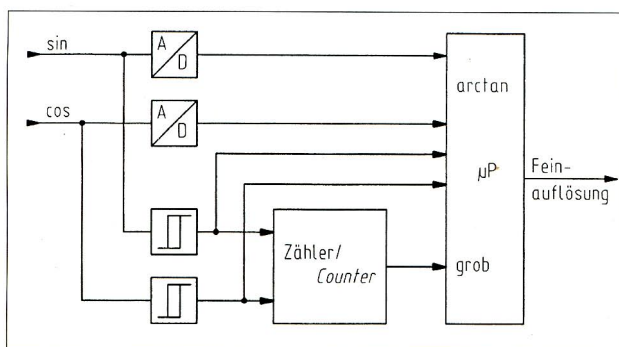 sin
A
D
arctan
cos
A
D
µP
Fein-
auflösung
Zähler/
Counter
grob